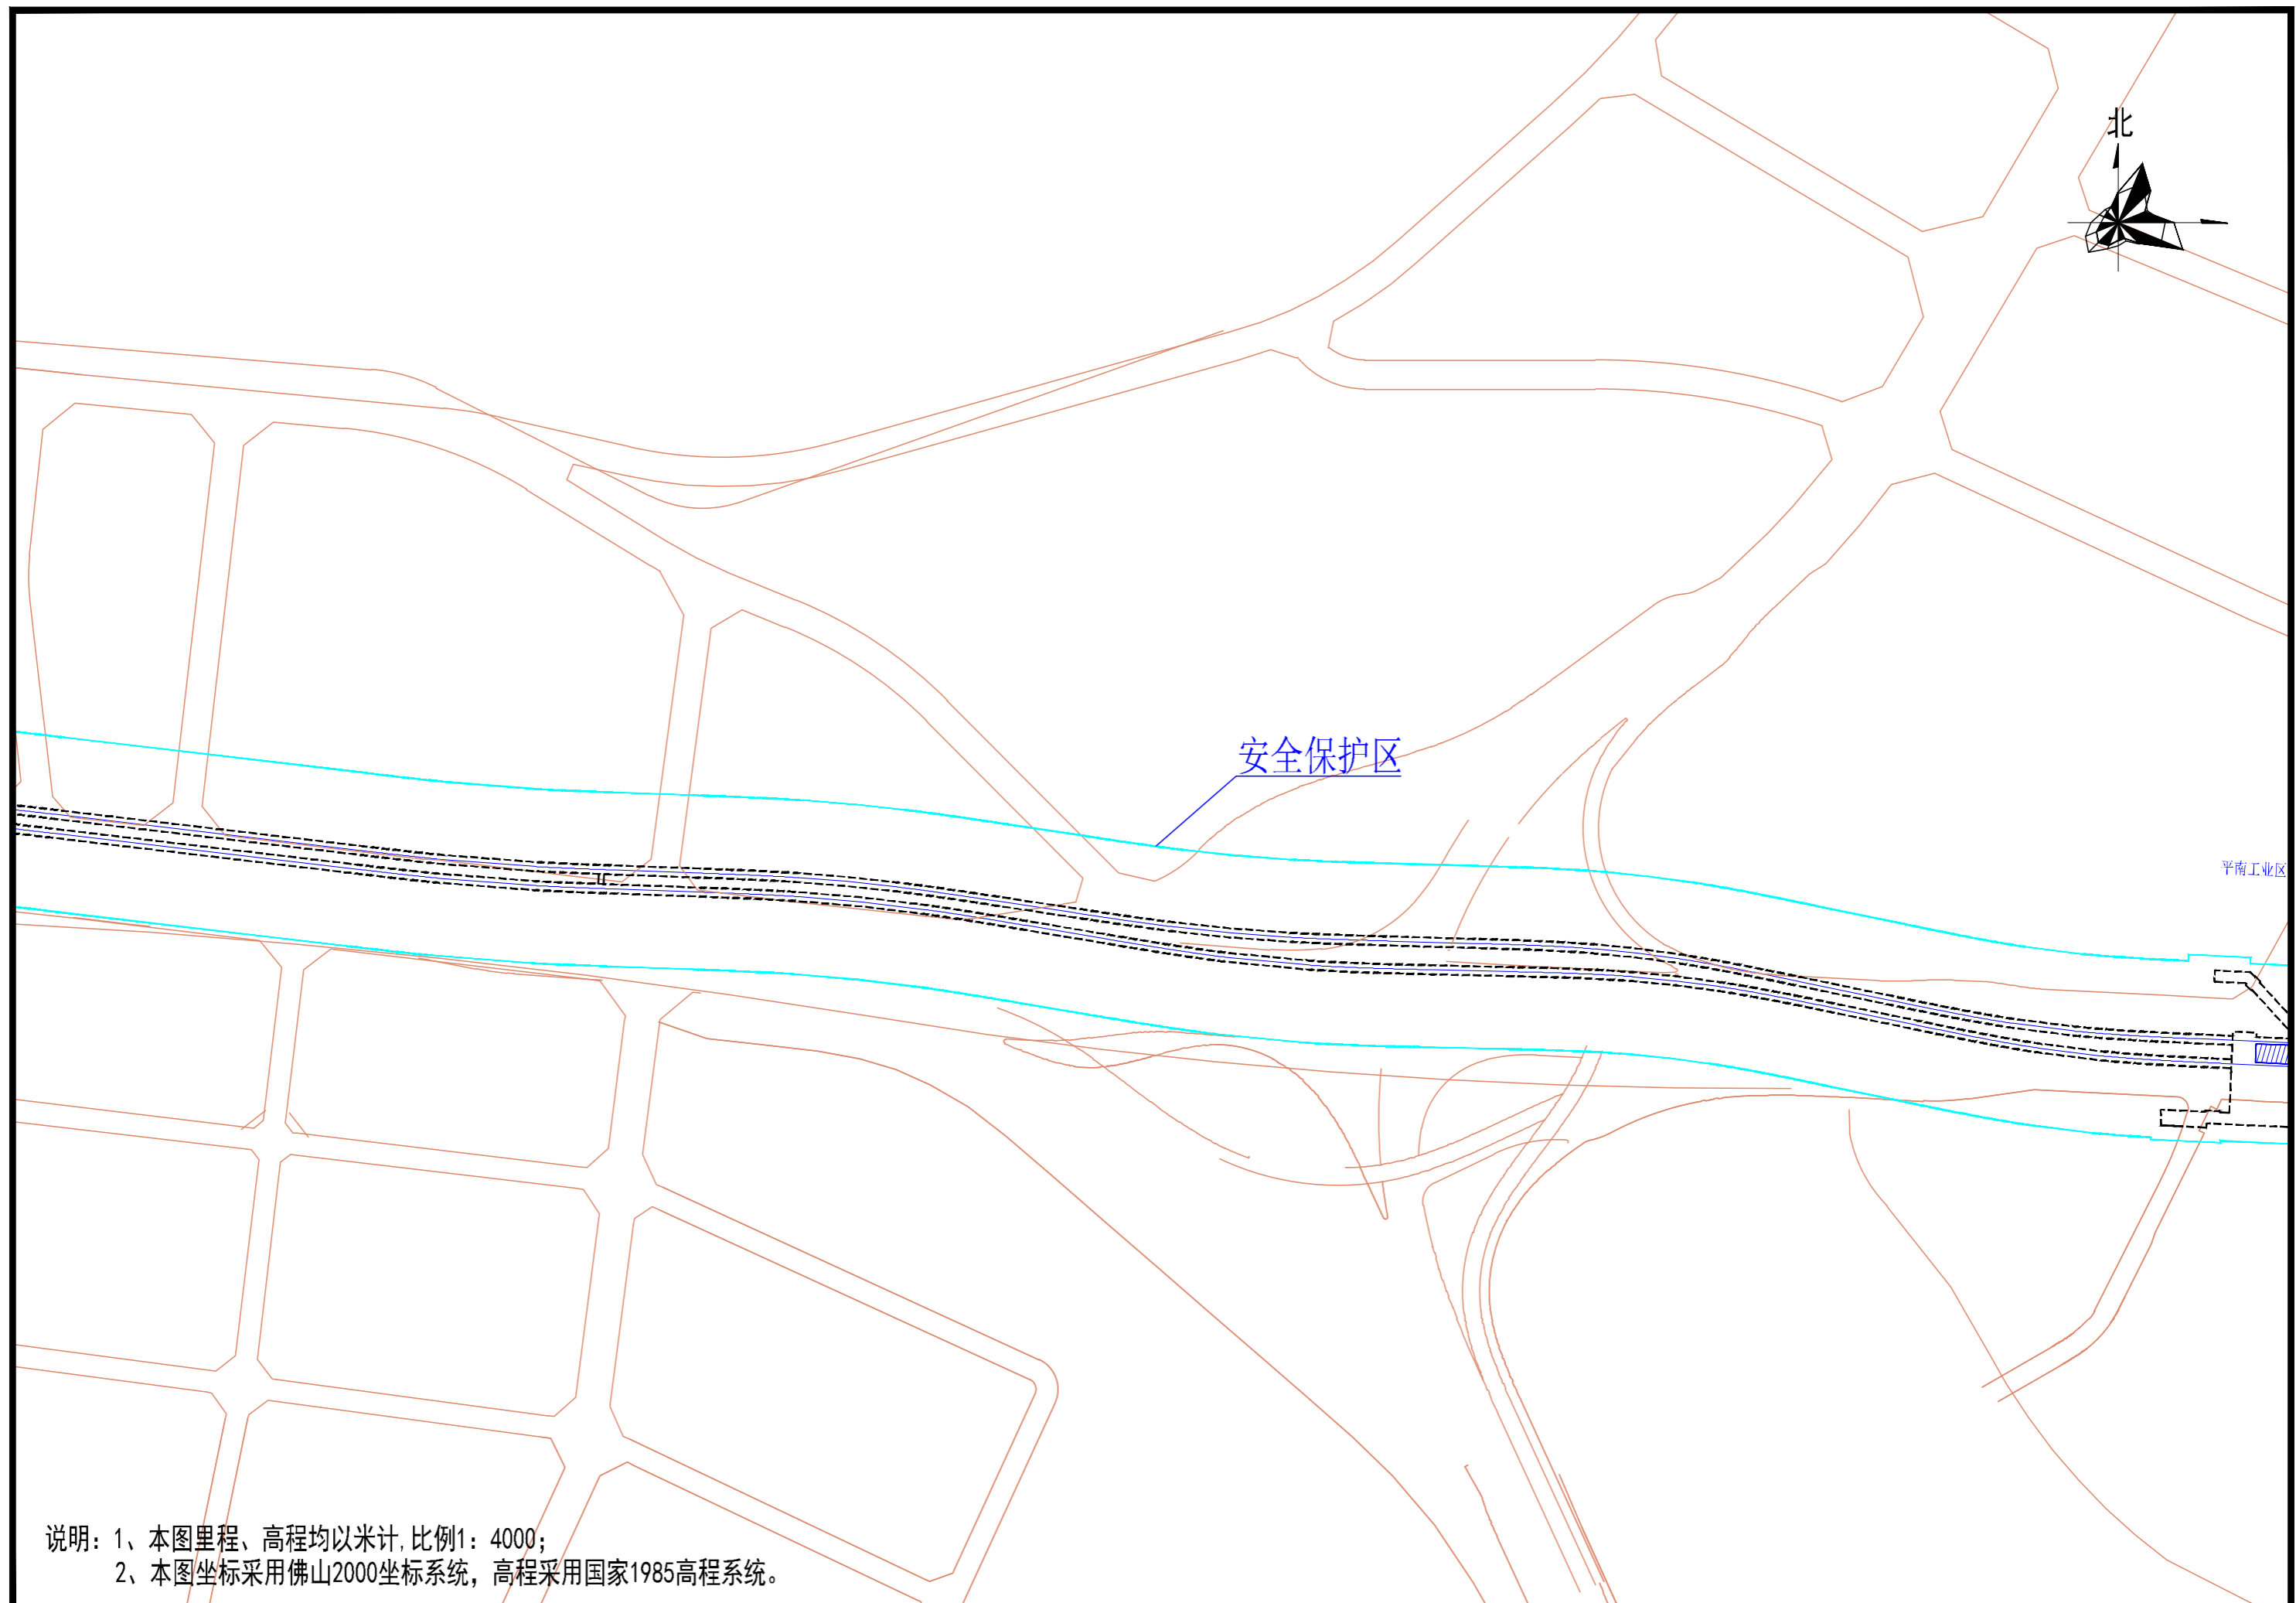 北
安全保护区
平南工业区
说明：1、本图里程、高程均以米计,比例1：4000；
2、本图坐标采用佛山2000坐标系统，高程采用国家1985高程系统。